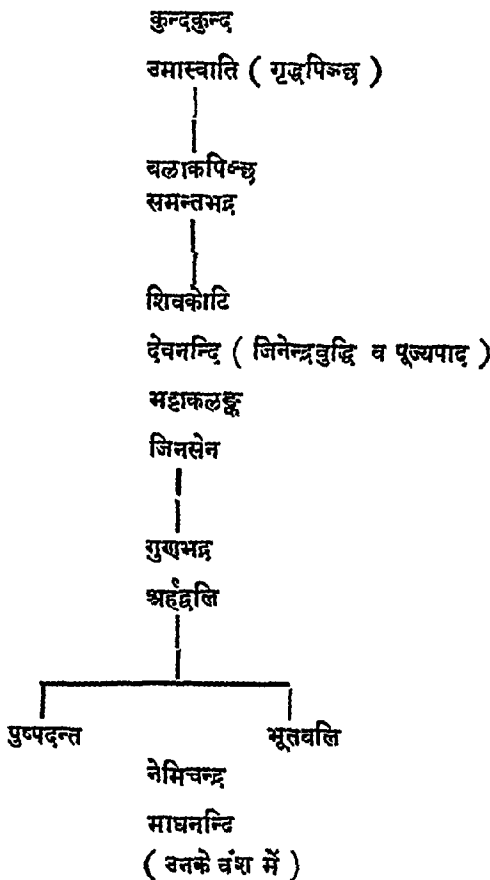 कुन्दकुन्द
उमास्वाति ( गृद्धपिञ्छ )
बलाकपिञ्छ
समन्तभद्र
शिवकोटि
देवनन्दि ( जिनेन्द्रबुद्धि व पूज्यपाद )
भट्टाकलङ्क
जिनसेन
गुणभद्र
अर्हद्बलि
पुष्पदन्त भूतबलि
नेमिचन्द्र
माघनन्दि
( उनके वंश में )